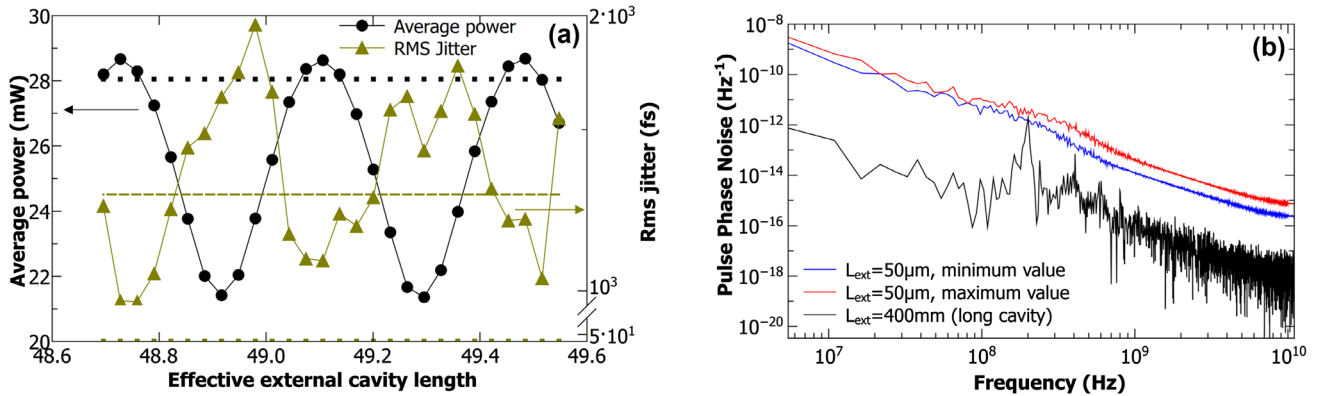 (a)
Average power
RMS Jitter
30
28
26
24
22
20
Average power (mW)
2·10³
10³
5·10¹
Rms jitter (fs)
48.6
48.8
49.0
49.2
49.4
49.6
Effective external cavity length
(b)
10⁻⁸
10⁻¹⁰
10⁻¹²
10⁻¹⁴
10⁻¹⁶
10⁻¹⁸
10⁻²⁰
Pulse Phase Noise (Hz⁻¹)
Lext=50µm, minimum value
Lext=50µm, maximum value
Lext=400mm (long cavity)
10⁷
10⁸
10⁹
10¹⁰
Frequency (Hz)